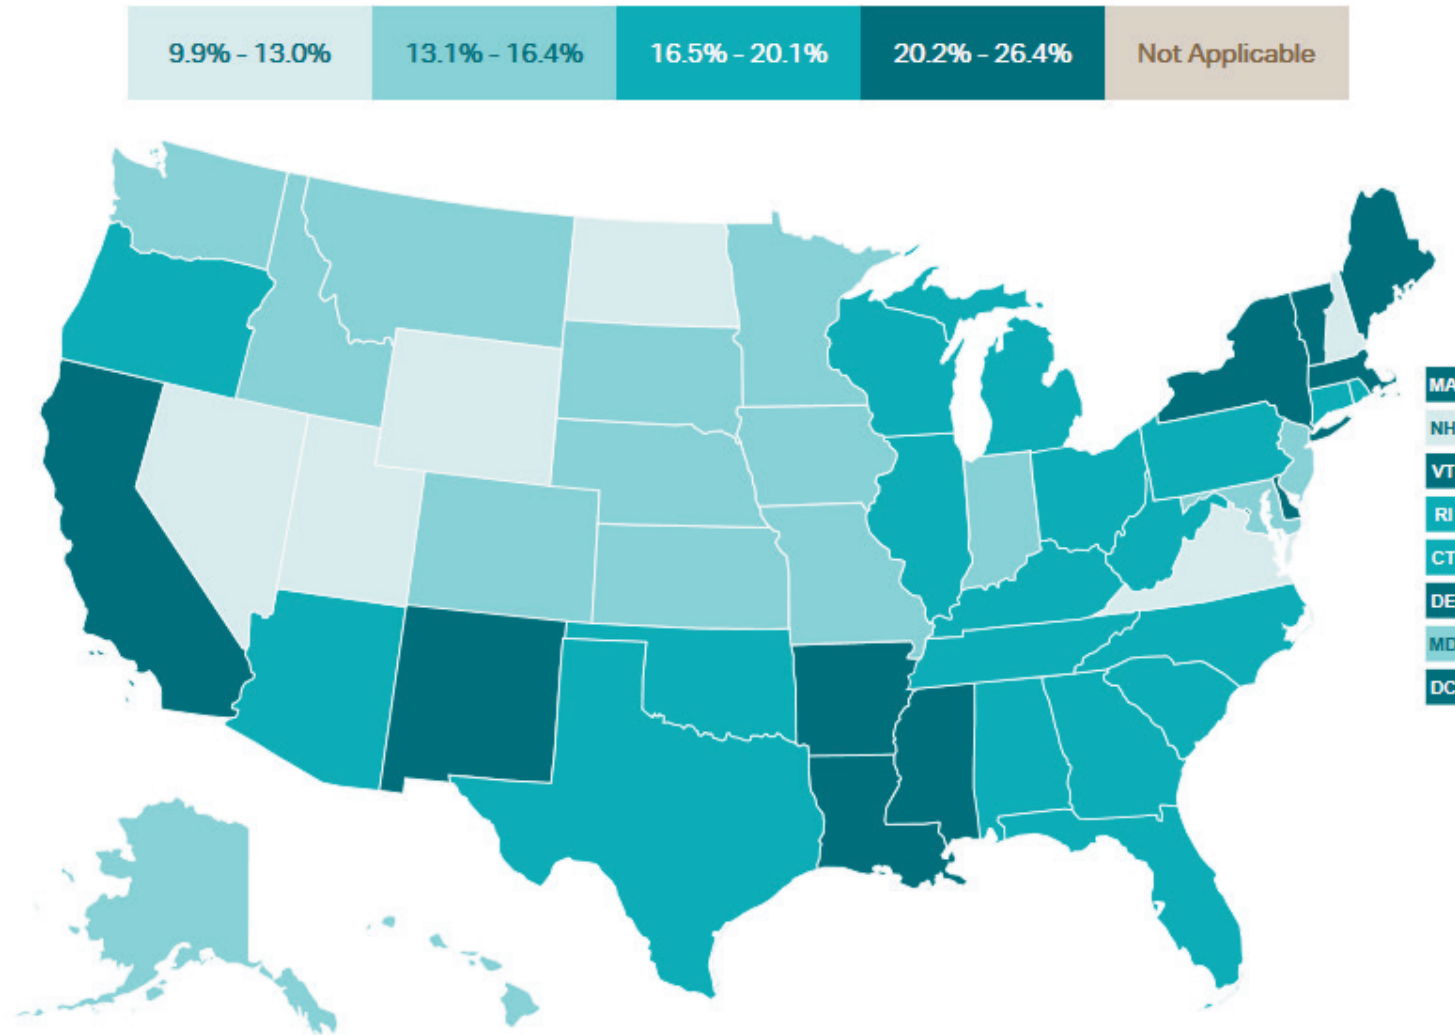 9.9% - 13.0%
13.1% - 16.4%
16.5% - 20.1%
20.2% - 26.4%
Not Applicable
MA
NH
VT
RI
CT
DE
MD
DC